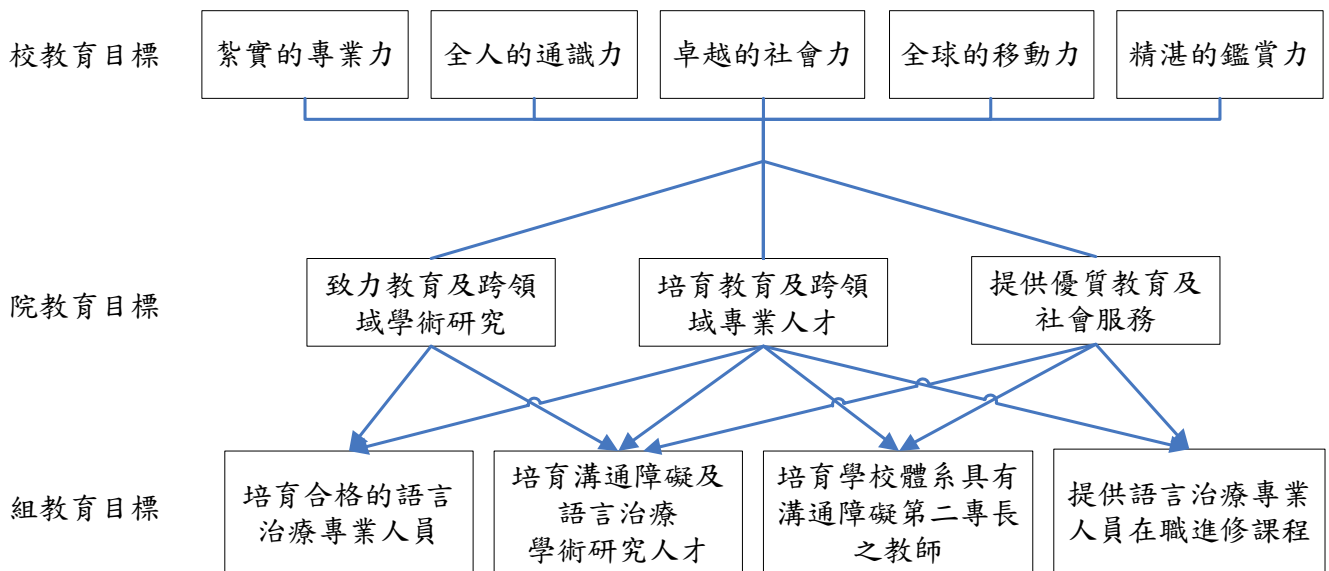 校教育目標
紮實的專業力
全人的通識力
卓越的社會力
全球的移動力
精湛的鑑賞力
院教育目標
致力教育及跨領
域學術研究
培育教育及跨領
域專業人才
提供優質教育及
社會服務
組教育目標
培育合格的語言
治療專業人員
培育溝通障礙及
語言治療
學術研究人才
培育學校體系具有
溝通障礙第二專長
之教師
提供語言治療專業
人員在職進修課程